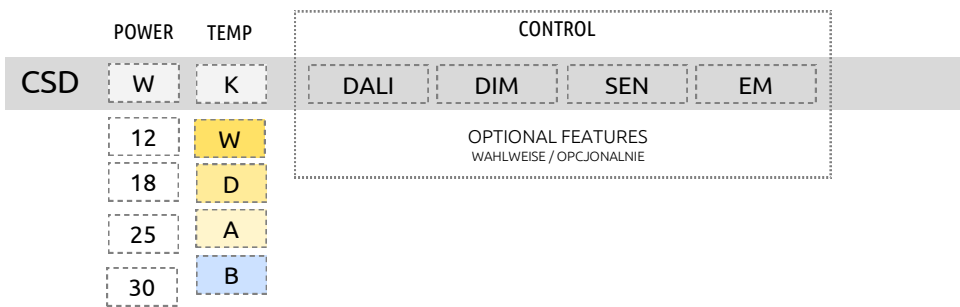 POWER TEMP CONTROL
CSD W K DALI DIM SEN EM
12 W OPTIONAL FEATURES
WAHLWEISE / OPCJONALNIE
18 D
25 A
30 B